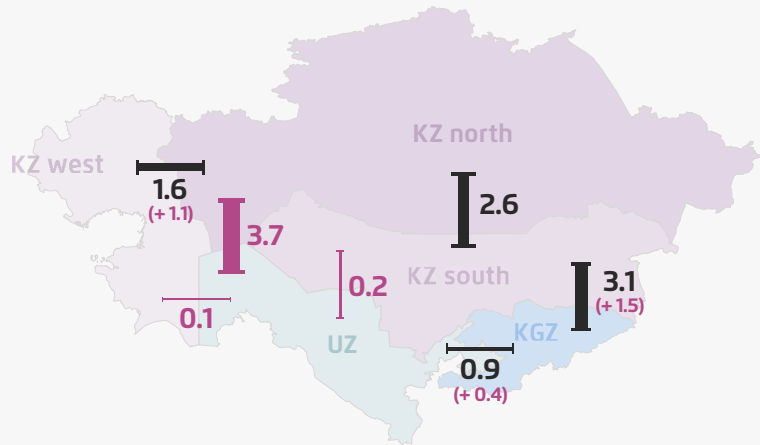 KZ north
KZ west
1.6
(+ 1.1)
2.6
3.7
KZ south
3.1
(+ 1.5)
0.2
0.1
UZ
KGZ
0.9
(+ 0.4)